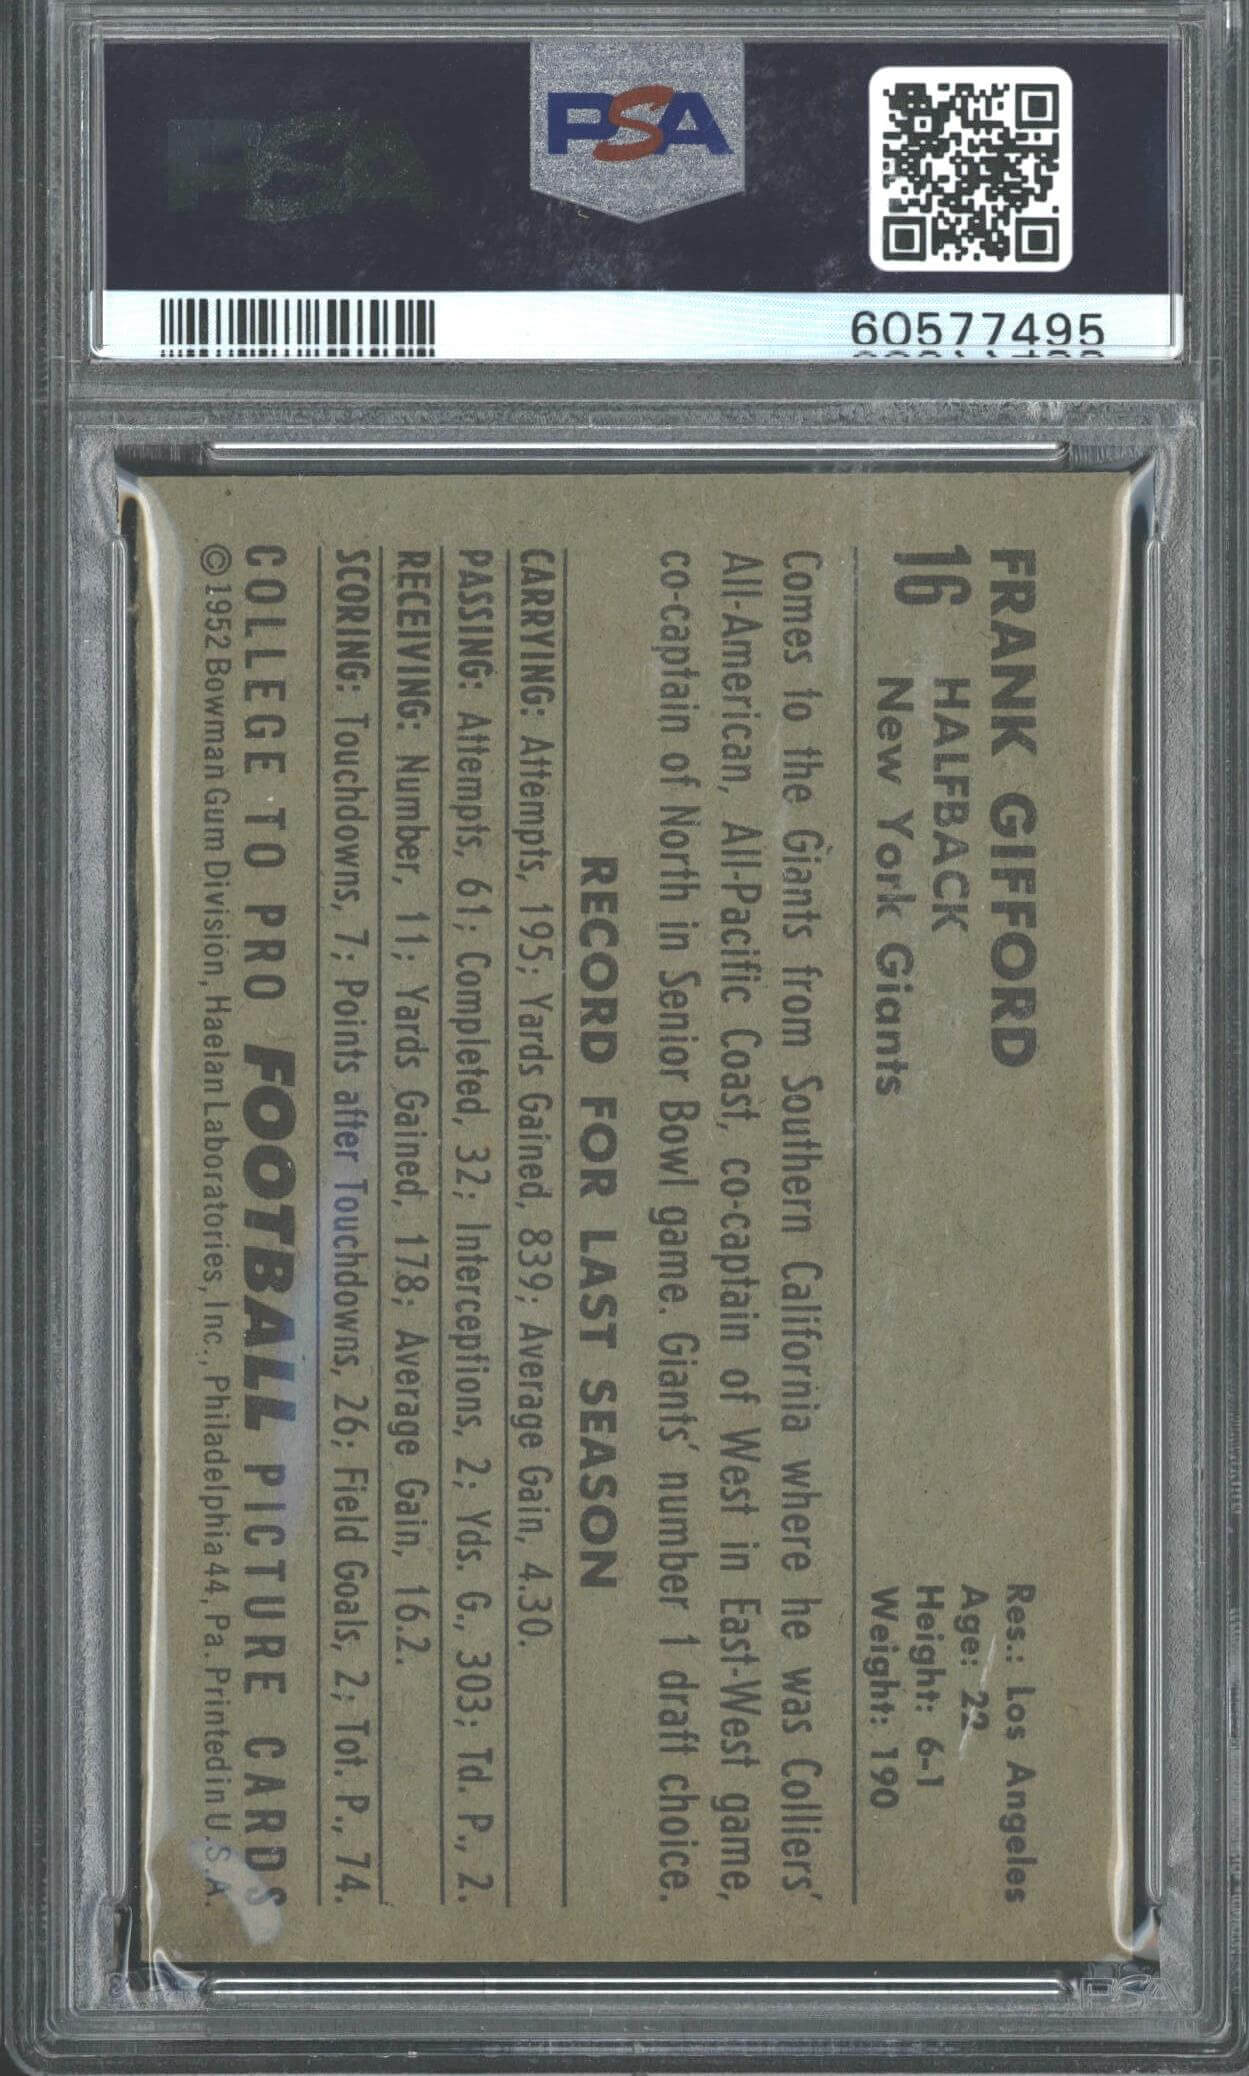 PSA
60577495
FRANK GIFFORD
16 HALFBACK
New York Giants
Res.: Los Angeles
Age: 22
Height: 6-1
Weight: 190
Comes to the Giants from Southern California where he was Colliers'
All-American, All-Pacific Coast, co-captain of West in East-West game,
co-captain of North in Senior Bowl game. Giants' number 1 draft choice.
RECORD FOR LAST SEASON
CARRYING: Attempts, 195; Yards Gained, 839; Average Gain, 4.30.
PASSING: Attempts, 61; Completed, 32; Interceptions, 2; Yds. G., 303; Td. P., 2.
RECEIVING: Number, 11; Yards Gained, 178; Average Gain, 16.2.
SCORING: Touchdowns, 7; Points after Touchdowns, 26; Field Goals, 2; Tot. P., 74.
COLLEGE TO PRO FOOTBALL PICTURE CARDS
© 1952 Bowman Gum Division, Haelan Laboratories, Inc., Philadelphia 44, Pa. Printed in U.S.A.
PSA